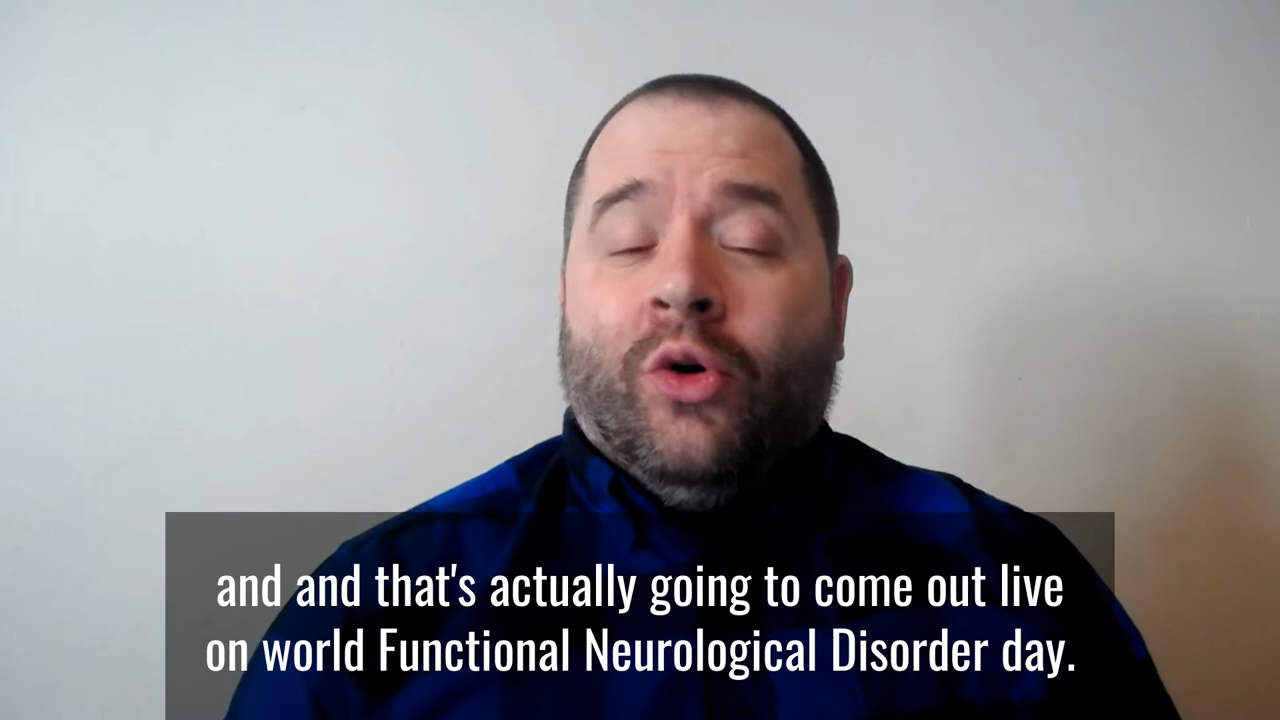 and and that's actually going to come out live
on world Functional Neurological Disorder day.